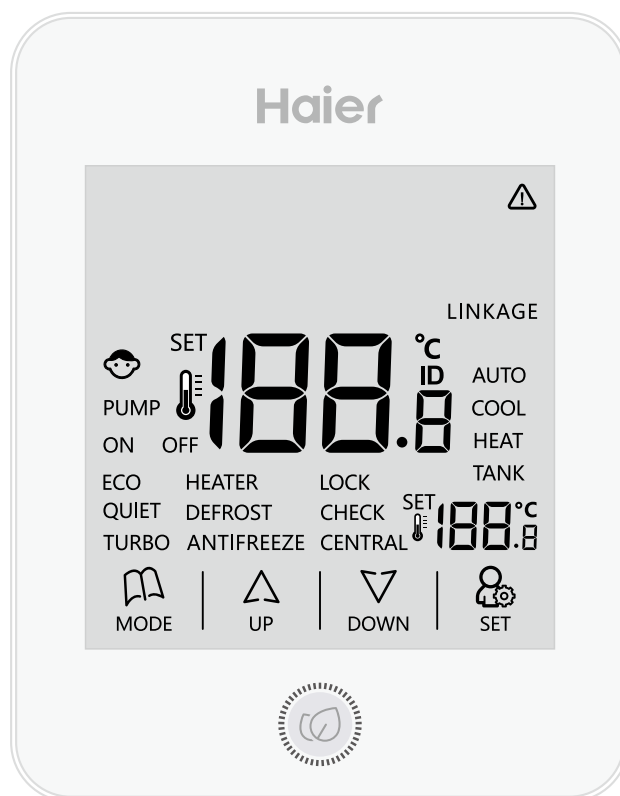 Haier
LINKAGE
SET 188.8 °C
ID
AUTO
PUMP
COOL
ON OFF
HEAT
TANK
ECO HEATER LOCK
QUIET DEFROST CHECK SET 188.8 °C
TURBO ANTIFREEZE CENTRAL
MODE UP DOWN SET